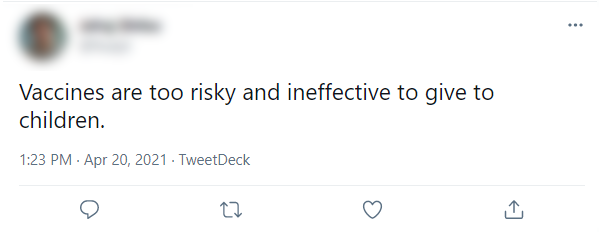 Vaccines are too risky and ineffective to give to
children.
1:23 PM · Apr 20, 2021 · TweetDeck